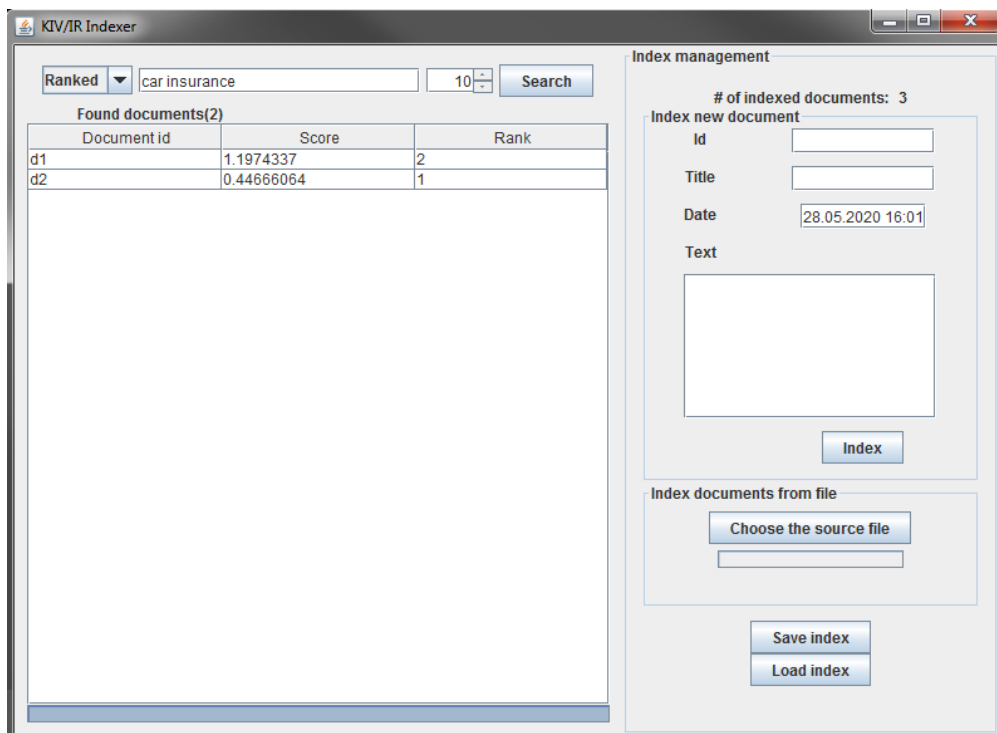 KIV/IR Indexer
Ranked car insurance 10 Search
Found documents(2)
Document id Score Rank
d1 1.1974337 2
d2 0.44666064 1
Index management
# of indexed documents: 3
Index new document
Id
Title
Date 28.05.2020 16:01
Text
Index
Index documents from file
Choose the source file
Save index
Load index